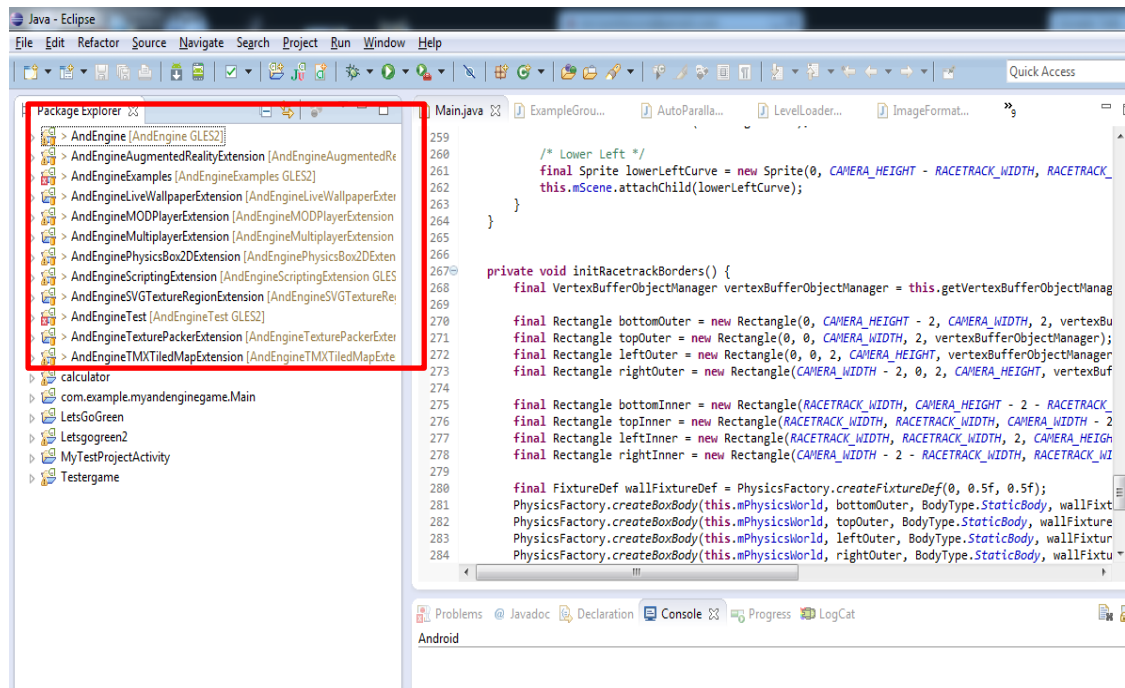 Java - Eclipse
File Edit Refactor Source Navigate Search Project Run Window Help
Quick Access
Package Explorer
> AndEngine [AndEngine GLES2]
> AndEngineAugmentedRealityExtension [AndEngineAugmentedRe
> AndEngineExamples [AndEngineExamples GLES2]
> AndEngineLiveWallpaperExtension [AndEngineLiveWallpaperExter
> AndEngineMODPlayerExtension [AndEngineMODPlayerExtension
> AndEngineMultiplayerExtension [AndEngineMultiplayerExtension
> AndEnginePhysicsBox2DExtension [AndEnginePhysicsBox2DExten
> AndEngineScriptingExtension [AndEngineScriptingExtension GLES
> AndEngineSVGTextureRegionExtension [AndEngineSVGTextureReg
> AndEngineTest [AndEngineTest GLES2]
> AndEngineTexturePackerExtension [AndEngineTexturePackerExter
> AndEngineTMXTiledMapExtension [AndEngineTMXTiledMapExte
calculator
com.example.myandenginegame.Main
LetsGoGreen
Letsgogreen2
MyTestProjectActivity
Testergame
Main.java ExampleGrou... AutoParalla... LevelLoader... ImageFormat... »9
259
260 /* Lower Left */
261 final Sprite lowerLeftCurve = new Sprite(0, CAMERA_HEIGHT - RACETRACK_WIDTH, RACETRACK_
262 this.mScene.attachChild(lowerLeftCurve);
263 }
264 }
265
266
267 private void initRacetrackBorders() {
268 final VertexBufferObjectManager vertexBufferObjectManager = this.getVertexBufferObjectManag
269
270 final Rectangle bottomOuter = new Rectangle(0, CAMERA_HEIGHT - 2, CAMERA_WIDTH, 2, vertexBu
271 final Rectangle topOuter = new Rectangle(0, 0, CAMERA_WIDTH, 2, vertexBufferObjectManager);
272 final Rectangle leftOuter = new Rectangle(0, 0, 2, CAMERA_HEIGHT, vertexBufferObjectManager
273 final Rectangle rightOuter = new Rectangle(CAMERA_WIDTH - 2, 0, 2, CAMERA_HEIGHT, vertexBuf
274
275 final Rectangle bottomInner = new Rectangle(RACETRACK_WIDTH, CAMERA_HEIGHT - 2 - RACETRACK_
276 final Rectangle topInner = new Rectangle(RACETRACK_WIDTH, RACETRACK_WIDTH, CAMERA_WIDTH - 2
277 final Rectangle leftInner = new Rectangle(RACETRACK_WIDTH, RACETRACK_WIDTH, 2, CAMERA_HEIGH
278 final Rectangle rightInner = new Rectangle(CAMERA_WIDTH - 2 - RACETRACK_WIDTH, RACETRACK_WI
279
280 final FixtureDef wallFixtureDef = PhysicsFactory.createFixtureDef(0, 0.5f, 0.5f);
281 PhysicsFactory.createBoxBody(this.mPhysicsWorld, bottomOuter, BodyType.StaticBody, wallFixt
282 PhysicsFactory.createBoxBody(this.mPhysicsWorld, topOuter, BodyType.StaticBody, wallFixture
283 PhysicsFactory.createBoxBody(this.mPhysicsWorld, leftOuter, BodyType.StaticBody, wallFixtur
284 PhysicsFactory.createBoxBody(this.mPhysicsWorld, rightOuter, BodyType.StaticBody, wallFixtu
Problems @ Javadoc Declaration Console Progress LogCat
Android